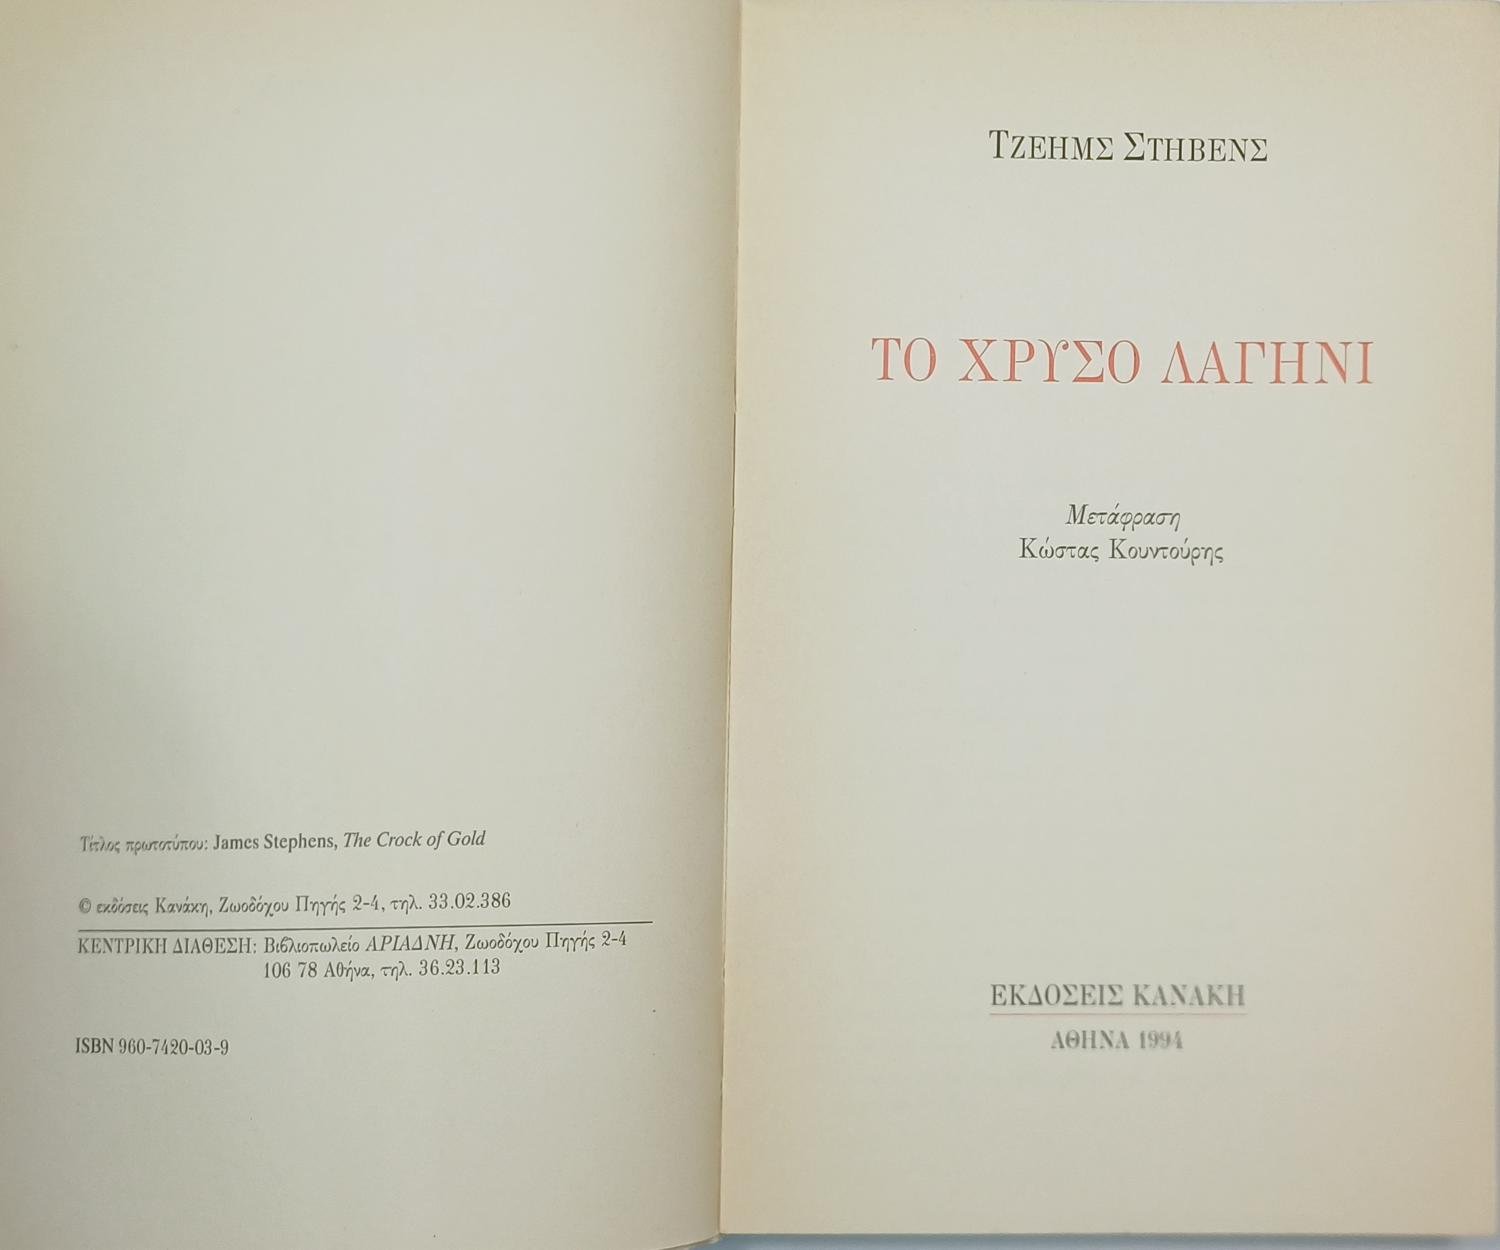 Τίτλος πρωτοτύπου: James Stephens, The Crock of Gold
© εκδόσεις Κανάκη, Ζωοδόχου Πηγής 2-4, τηλ. 33.02.386
ΚΕΝΤΡΙΚΗ ΔΙΑΘΕΣΗ: Βιβλιοπωλείο ΑΡΙΑΔΝΗ, Ζωοδόχου Πηγής 2-4
106 78 Αθήνα, τηλ. 36.23.113
ISBN 960-7420-03-9
ΤΖΕΗΜΣ ΣΤΗΒΕΝΣ
ΤΟ ΧΡΥΣΟ ΛΑΓΗΝΙ
Μετάφραση
Κώστας Κουντούρης
ΕΚΔΟΣΕΙΣ ΚΑΝΑΚΗ
ΑΘΗΝΑ 1994